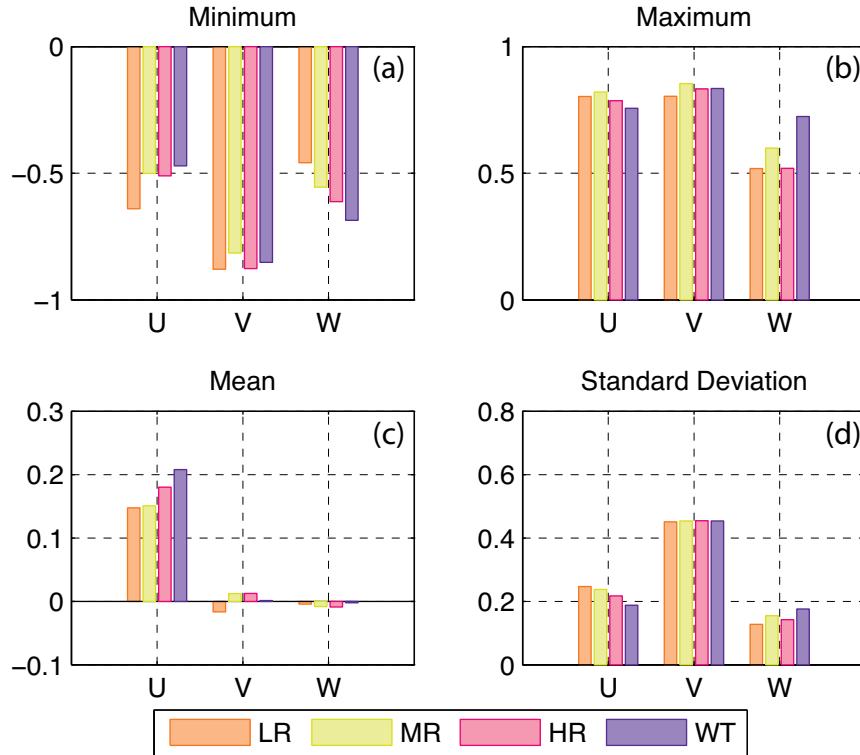 Minimum
0
−0.5
−1
(a)
U V W
Maximum
1
0.5
0
(b)
U V W
Mean
0.3
0.2
0.1
0
−0.1
(c)
U V W
Standard Deviation
0.8
0.6
0.4
0.2
0
(d)
U V W
LR MR HR WT